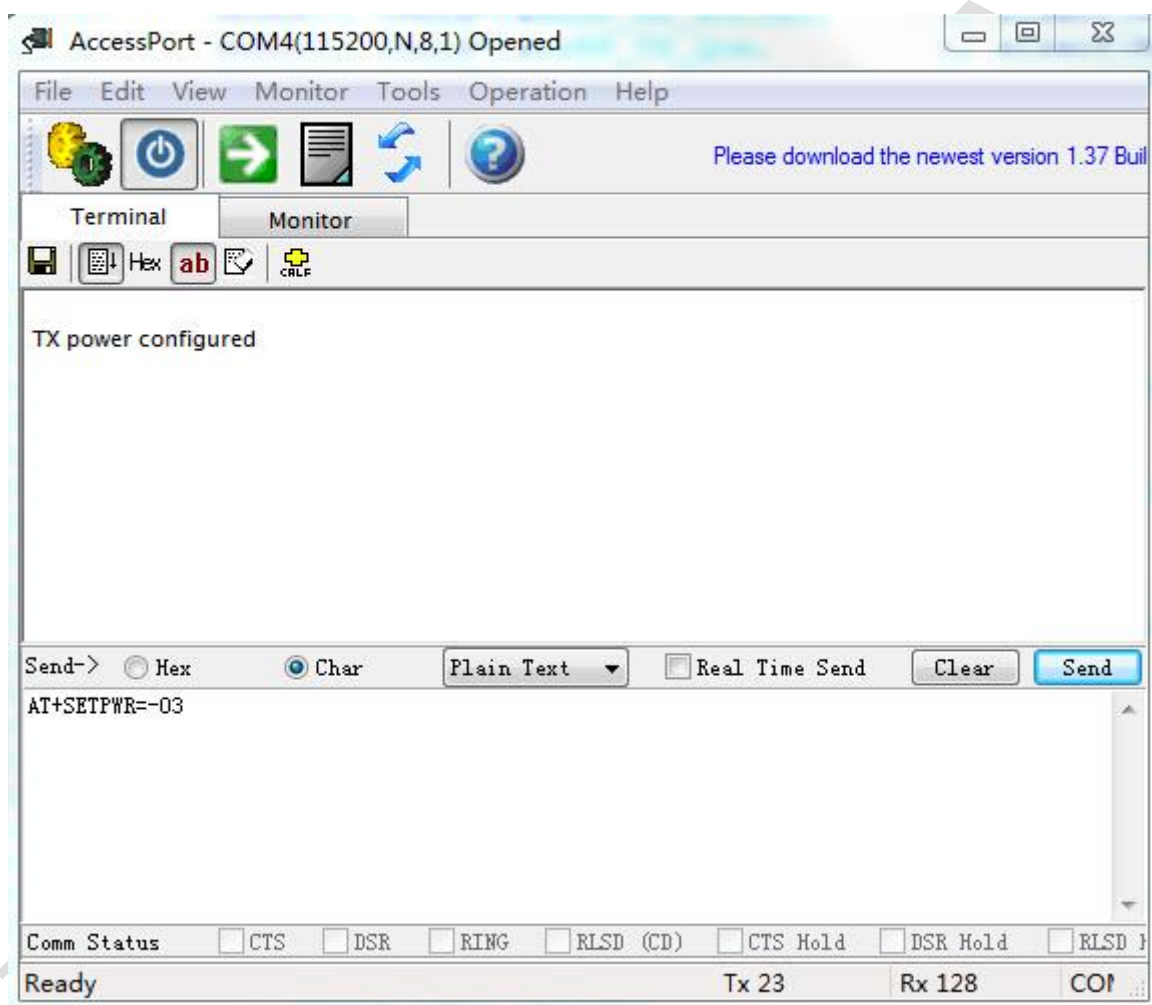 AccessPort - COM4(115200,N,8,1) Opened
File Edit View Monitor Tools Operation Help
Please download the newest version 1.37 Buil
Terminal Monitor
Hex ab CRLF
TX power configured
Send-> Hex Char Plain Text Real Time Send Clear Send
AT+SETPWR=-03
Comm Status CTS DSR RING RLSD (CD) CTS Hold DSR Hold RLSD
Ready Tx 23 Rx 128